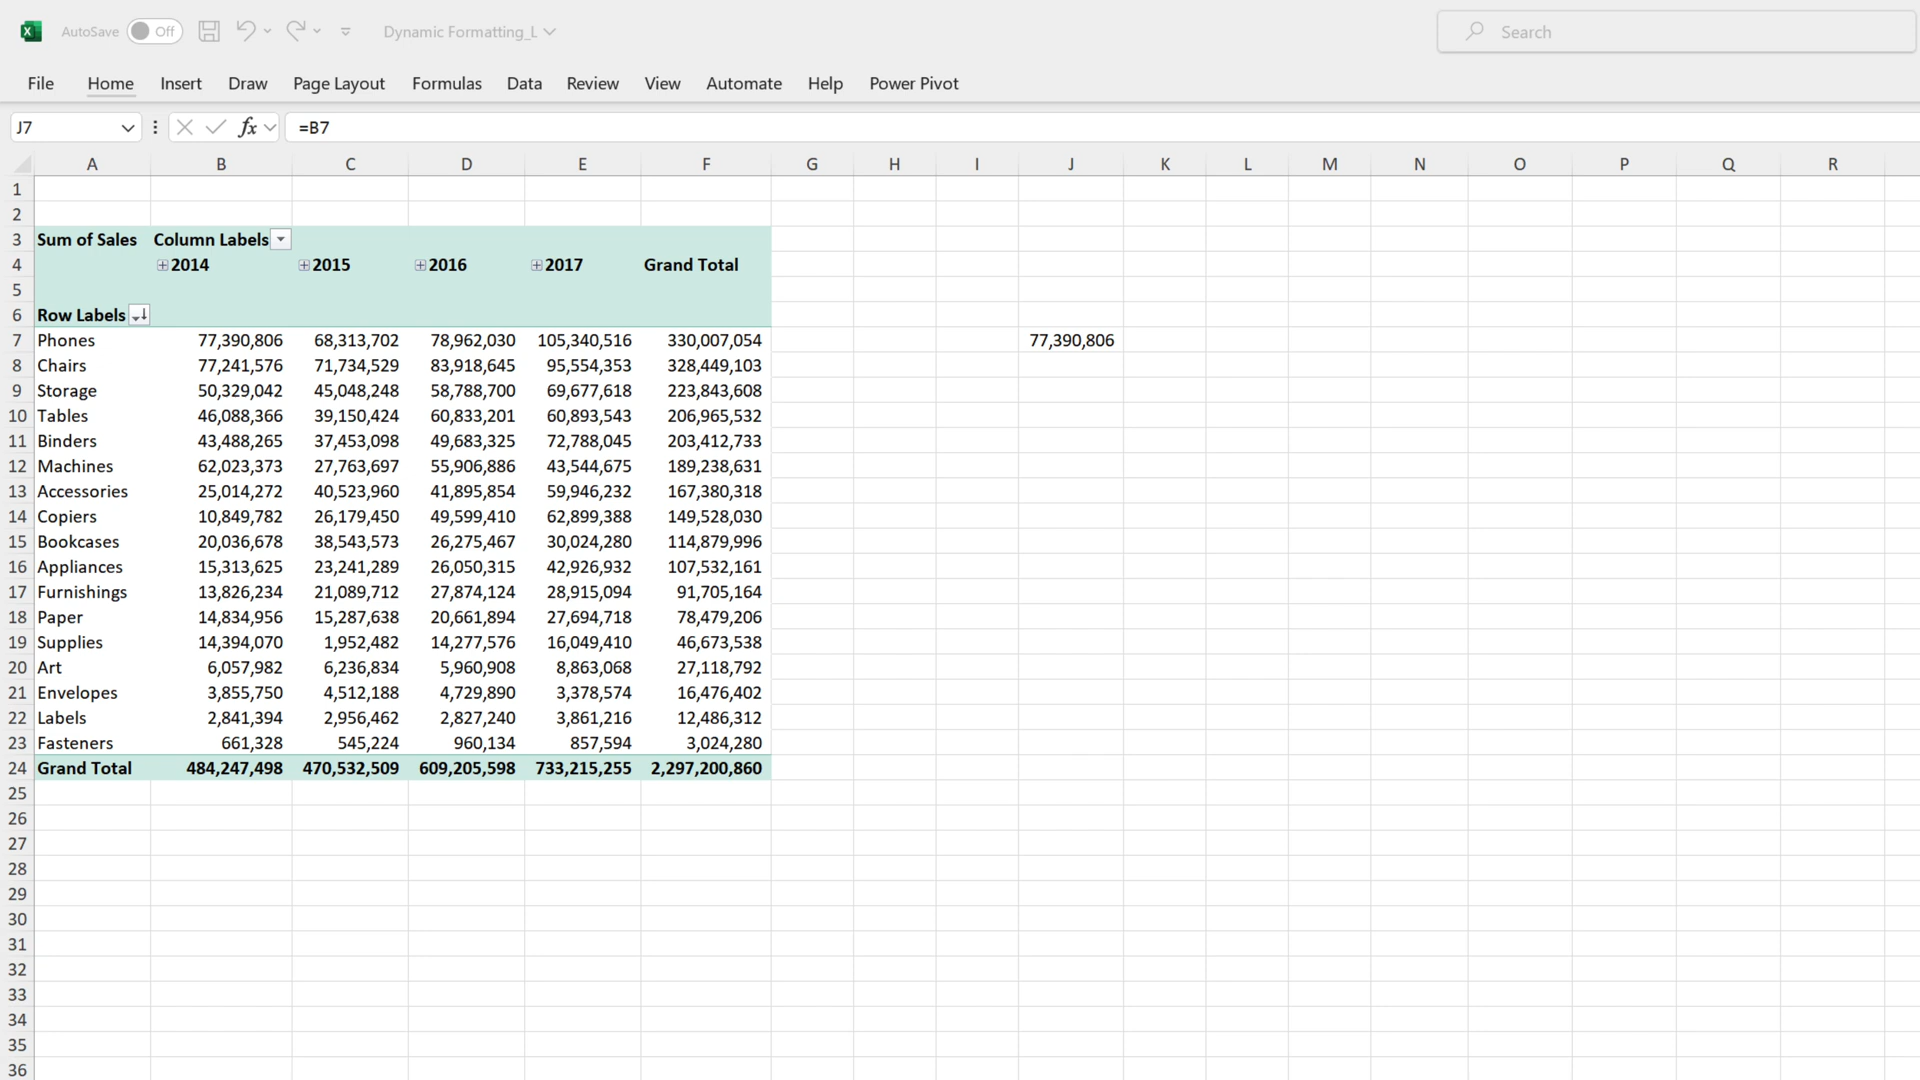 AutoSave Off Dynamic Formatting_L Search
File Home Insert Draw Page Layout Formulas Data Review View Automate Help Power Pivot
J7 fx =B7
A B C D E F G H I J K L M N O P Q R
1
2
3 Sum of Sales Column Labels
4 2014 2015 2016 2017 Grand Total
5
6 Row Labels
7 Phones 77,390,806 68,313,702 78,962,030 105,340,516 330,007,054 77,390,806
8 Chairs 77,241,576 71,734,529 83,918,645 95,554,353 328,449,103
9 Storage 50,329,042 45,048,248 58,788,700 69,677,618 223,843,608
10 Tables 46,088,366 39,150,424 60,833,201 60,893,543 206,965,532
11 Binders 43,488,265 37,453,098 49,683,325 72,788,045 203,412,733
12 Machines 62,023,373 27,763,697 55,906,886 43,544,675 189,238,631
13 Accessories 25,014,272 40,523,960 41,895,854 59,946,232 167,380,318
14 Copiers 10,849,782 26,179,450 49,599,410 62,899,388 149,528,030
15 Bookcases 20,036,678 38,543,573 26,275,467 30,024,280 114,879,996
16 Appliances 15,313,625 23,241,289 26,050,315 42,926,932 107,532,161
17 Furnishings 13,826,234 21,089,712 27,874,124 28,915,094 91,705,164
18 Paper 14,834,956 15,287,638 20,661,894 27,694,718 78,479,206
19 Supplies 14,394,070 1,952,482 14,277,576 16,049,410 46,673,538
20 Art 6,057,982 6,236,834 5,960,908 8,863,068 27,118,792
21 Envelopes 3,855,750 4,512,188 4,729,890 3,378,574 16,476,402
22 Labels 2,841,394 2,956,462 2,827,240 3,861,216 12,486,312
23 Fasteners 661,328 545,224 960,134 857,594 3,024,280
24 Grand Total 484,247,498 470,532,509 609,205,598 733,215,255 2,297,200,860
25
26
27
28
29
30
31
32
33
34
35
36